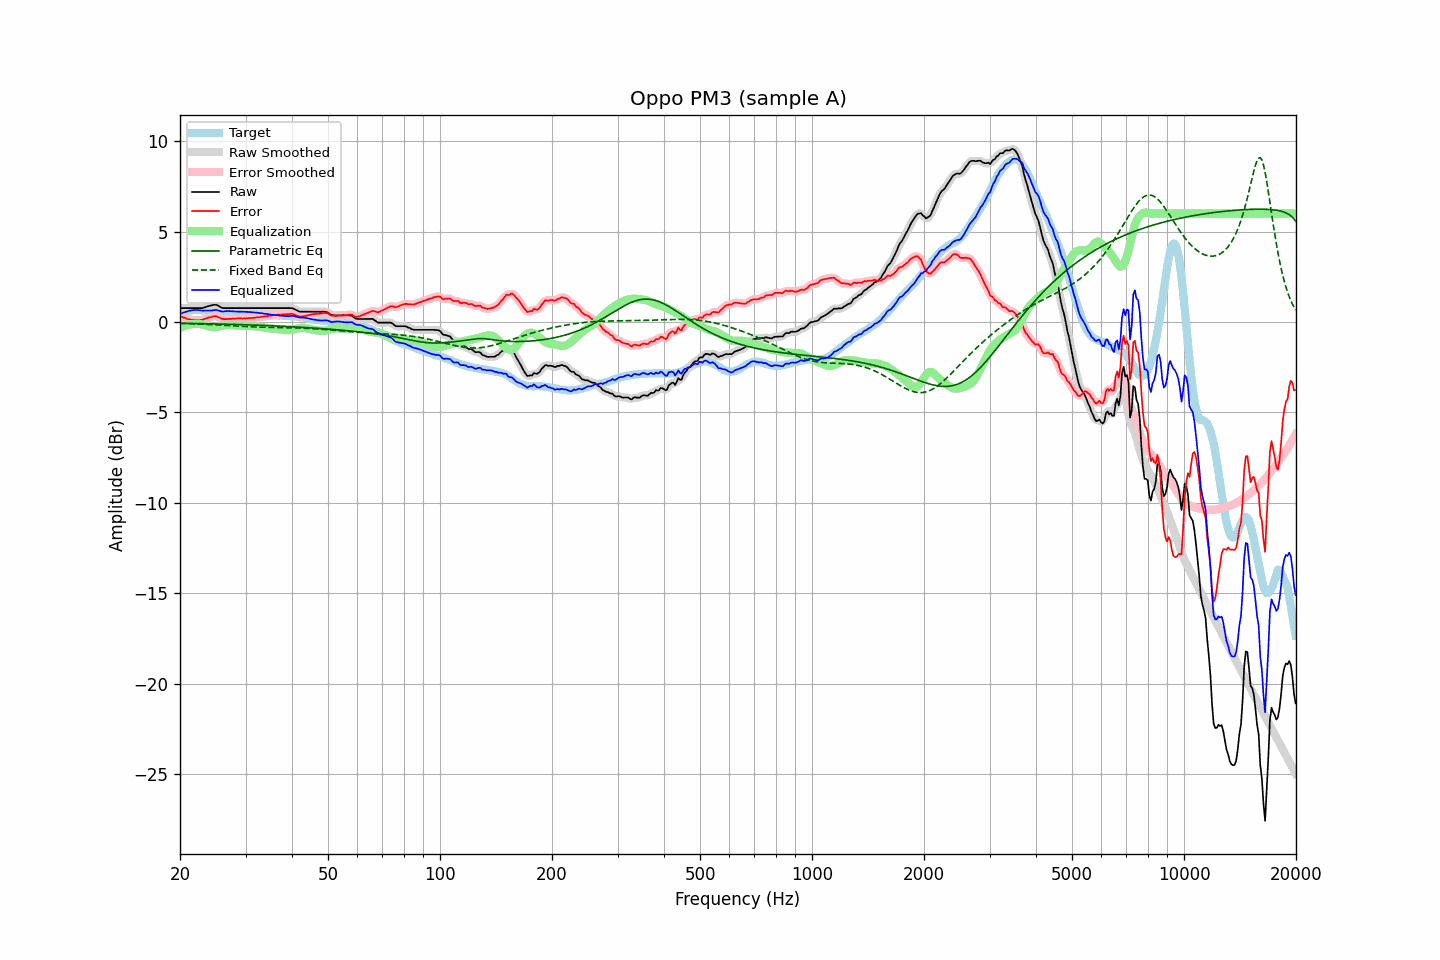 Oppo PM3 (sample A)
Target
Raw Smoothed
Error Smoothed
Raw
Error
Equalization
Parametric Eq
Fixed Band Eq
Equalized
10
5
0
−5
−10
−15
−20
−25
Amplitude (dBr)
20
50
100
200
500
1000
2000
5000
10000
20000
Frequency (Hz)